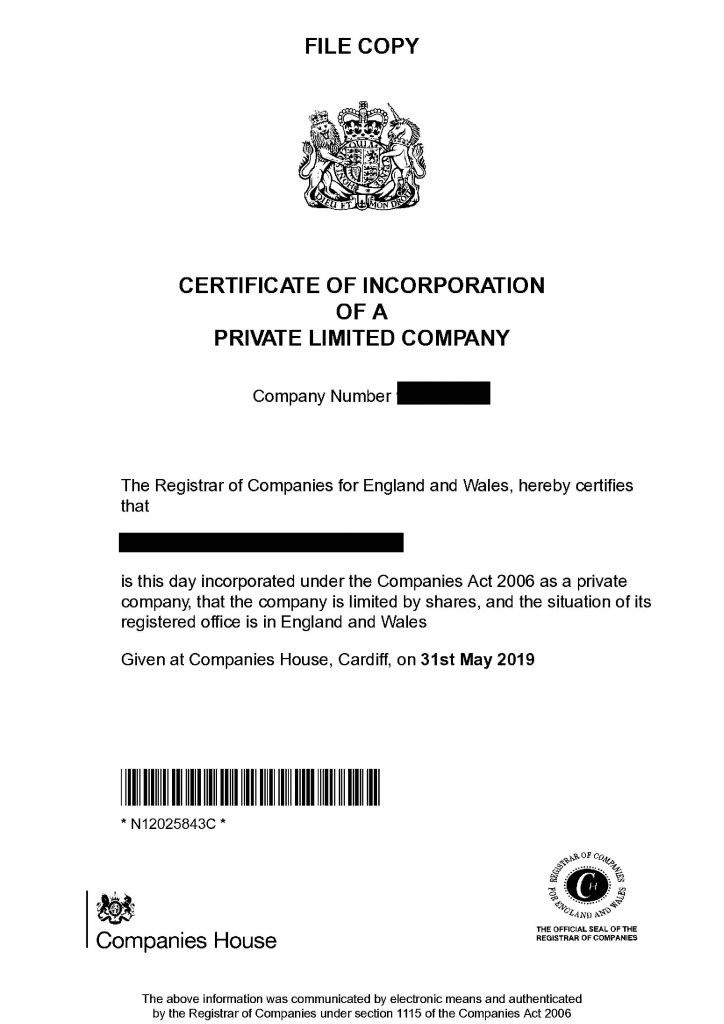 FILE COPY
DIEU ET MON DROIT
CERTIFICATE OF INCORPORATION
OF A
PRIVATE LIMITED COMPANY
Company Number
The Registrar of Companies for England and Wales, hereby certifies
that
is this day incorporated under the Companies Act 2006 as a private
company, that the company is limited by shares, and the situation of its
registered office is in England and Wales
Given at Companies House, Cardiff, on 31st May 2019
* N12025843C *
REGISTRAR OF COMPANIES
FOR ENGLAND AND WALES
CH
THE OFFICIAL SEAL OF THE
REGISTRAR OF COMPANIES
Companies House
The above information was communicated by electronic means and authenticated
by the Registrar of Companies under section 1115 of the Companies Act 2006